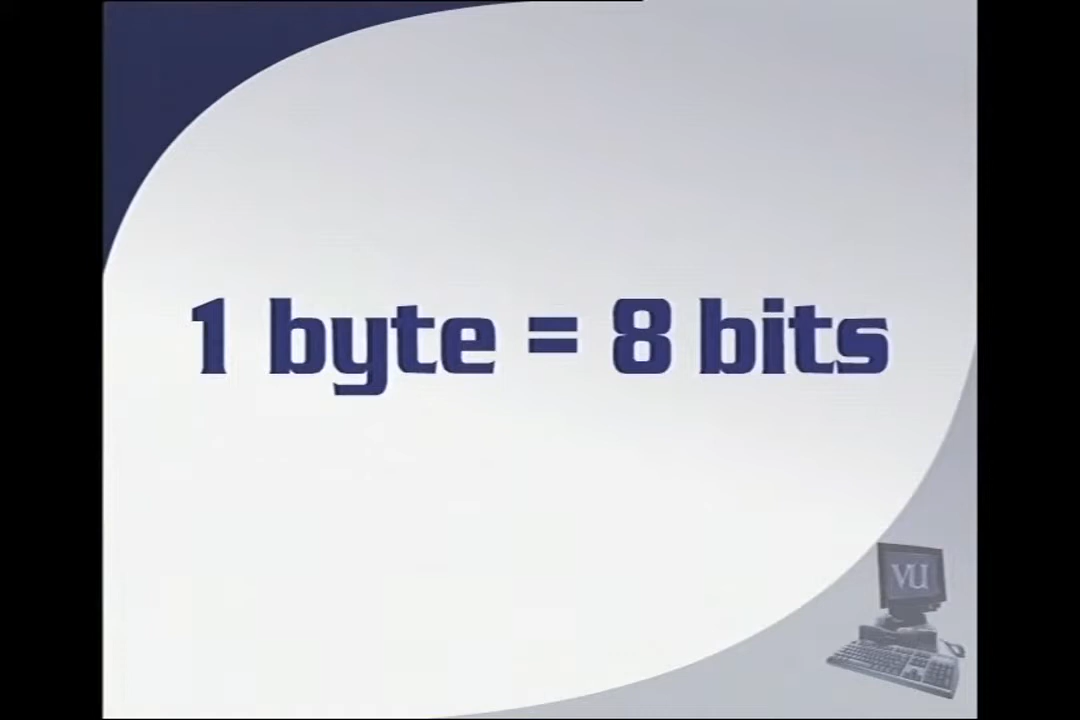 1 byte = 8 bits
VU